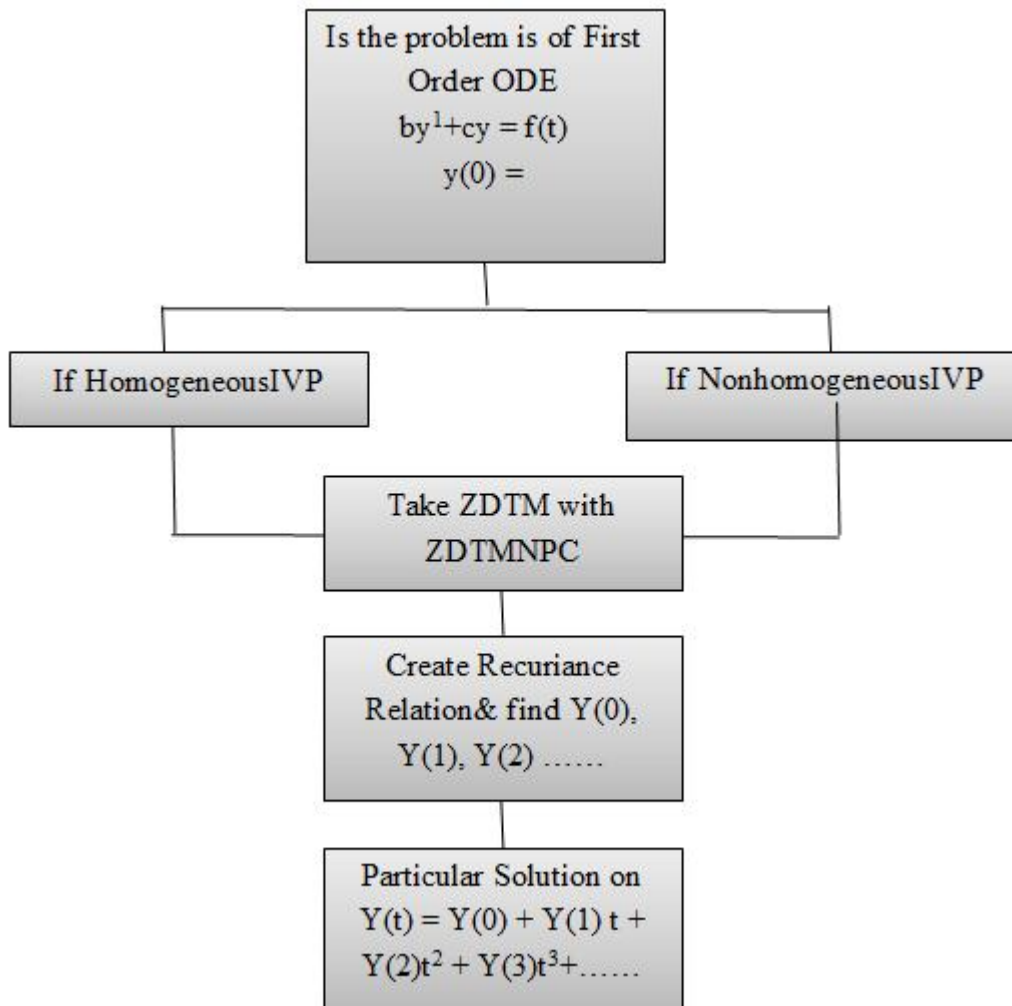 Is the problem is of First
Order ODE
by¹+cy = f(t)
y(0) =
If HomogeneousIVP
If NonhomogeneousIVP
Take ZDTM with
ZDTMNPC
Create Recuriance
Relation& find Y(0),
Y(1), Y(2) ……
Particular Solution on
Y(t) = Y(0) + Y(1) t +
Y(2)t² + Y(3)t³+……